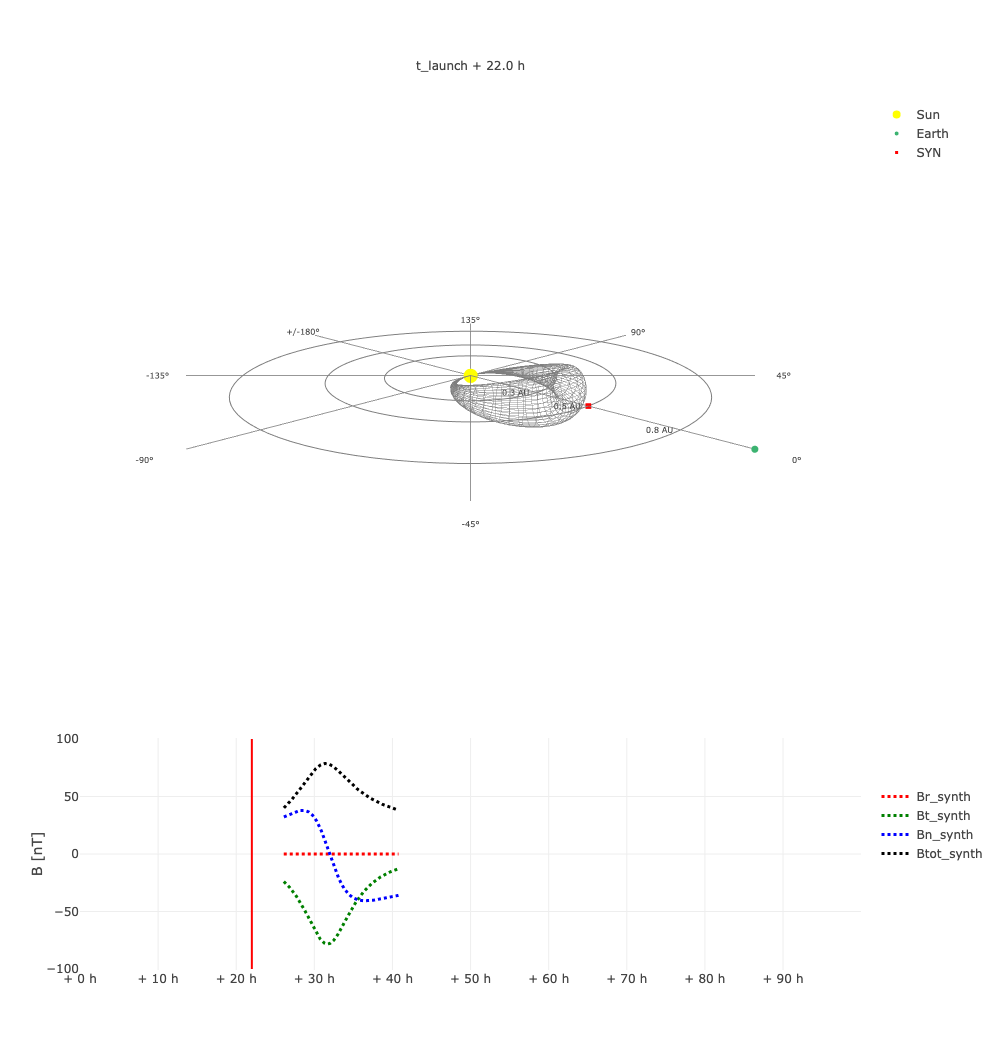 t_launch + 22.0 h
Sun
Earth
SYN
135°
+/-180°
90°
-135°
45°
0.3 AU
0.5 AU
0.8 AU
-90°
0°
-45°
100
50
0
−50
−100
B [nT]
+ 0 h
+ 10 h
+ 20 h
+ 30 h
+ 40 h
+ 50 h
+ 60 h
+ 70 h
+ 80 h
+ 90 h
Br_synth
Bt_synth
Bn_synth
Btot_synth